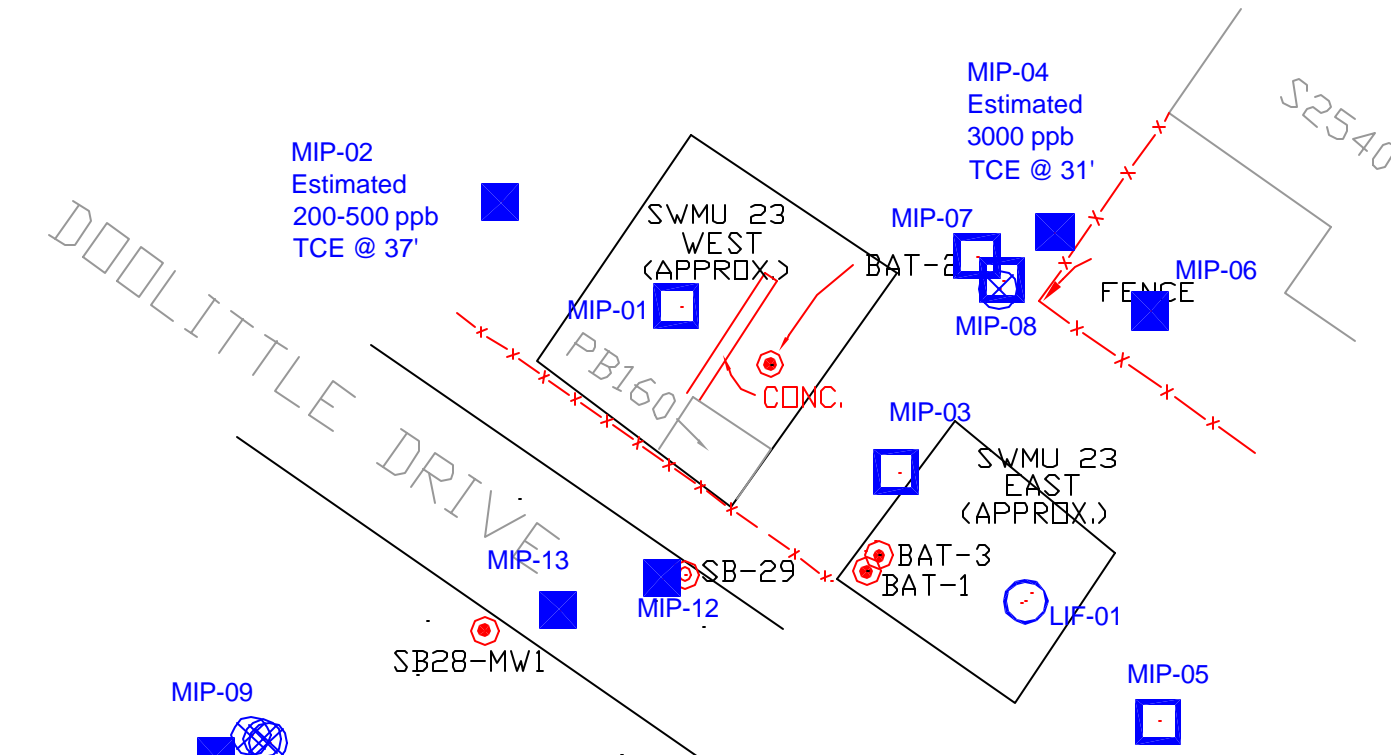 MIP-04
Estimated
3000 ppb
TCE @ 31'
S2540
MIP-02
Estimated
200-500 ppb
TCE @ 37'
SWMU 23
WEST
(APPROX.)
MIP-07
BAT-2
MIP-06
FENCE
MIP-01
MIP-08
PB160
CONC.
DOOLITTLE DRIVE
MIP-03
SWMU 23
EAST
(APPROX.)
MIP-13
SB-29
BAT-3
BAT-1
MIP-12
LIF-01
SB28-MW1
MIP-05
MIP-09